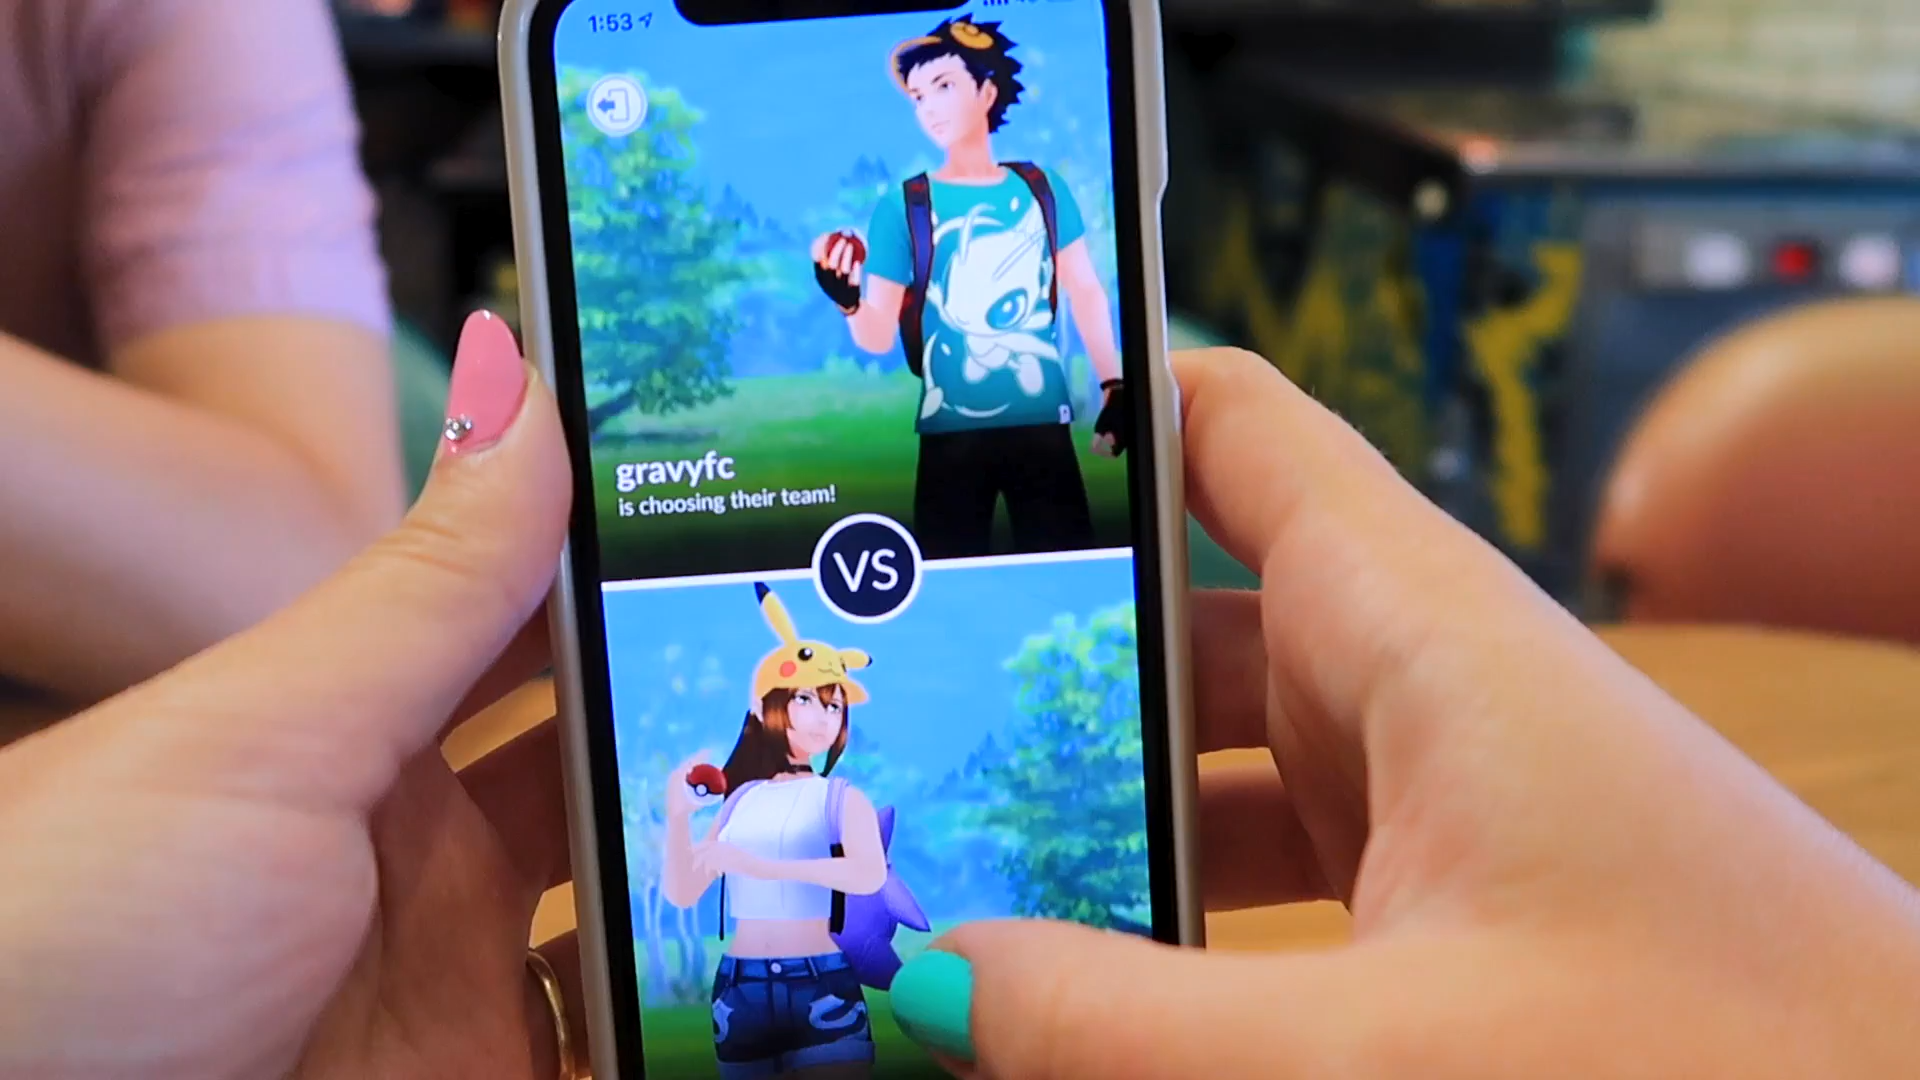 1:53
gravyfc
is choosing their team!
VS